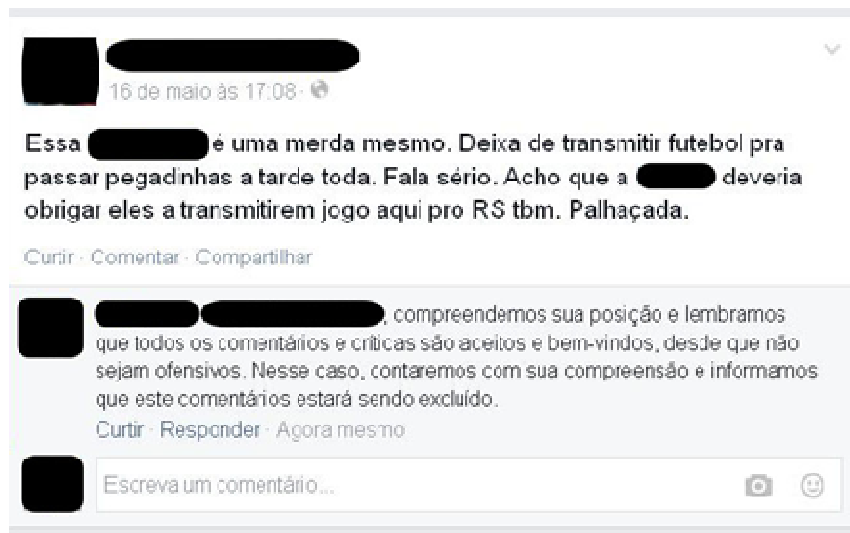 16 de maio às 17:08 ·
Essa é uma merda mesmo. Deixa de transmitir futebol pra
passar pegadinhas a tarde toda. Fala sério. Acho que a deveria
obrigar eles a transmitirem jogo aqui pro RS tbm. Palhaçada.
Curtir · Comentar · Compartilhar
, compreendemos sua posição e lembramos
que todos os comentários e críticas são aceitos e bem-vindos, desde que não
sejam ofensivos. Nesse caso, contaremos com sua compreensão e informamos
que este comentários estará sendo excluído.
Curtir · Responder · Agora mesmo
Escreva um comentário...